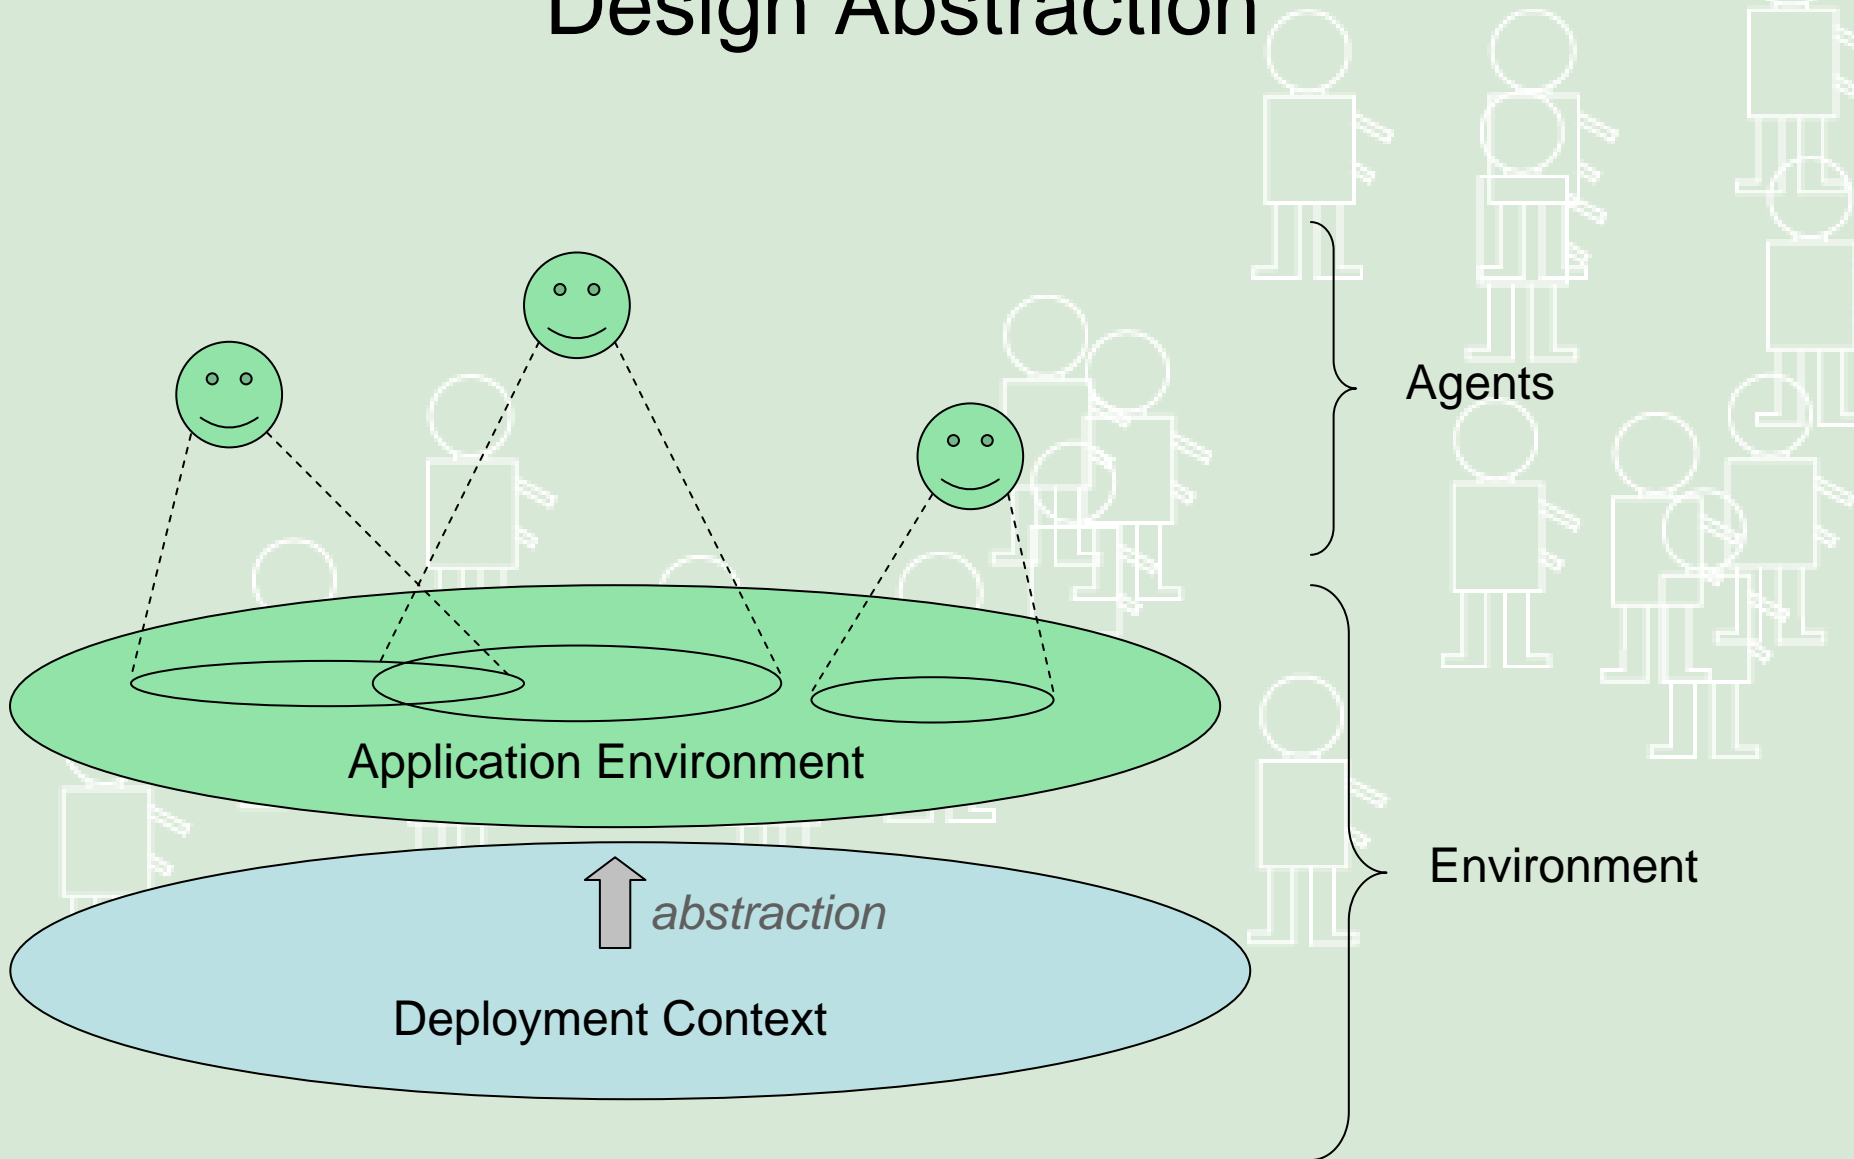 Design Abstraction
Agents
Application Environment
Environment
abstraction
Deployment Context